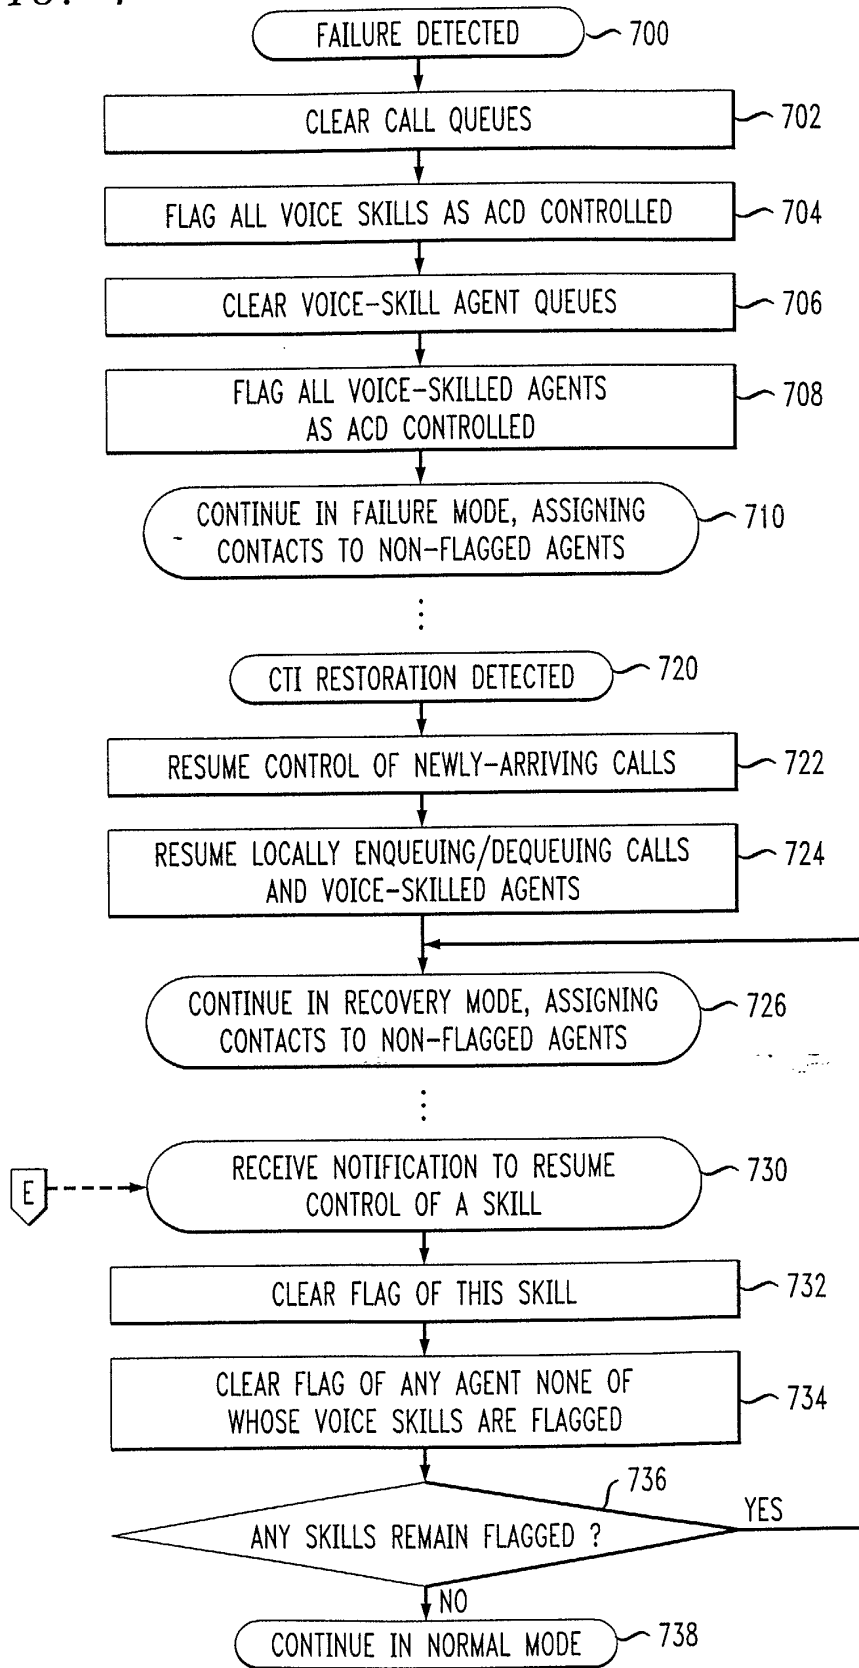 FAILURE DETECTED 700
CLEAR CALL QUEUES 702
FLAG ALL VOICE SKILLS AS ACD CONTROLLED 704
CLEAR VOICE-SKILL AGENT QUEUES 706
FLAG ALL VOICE-SKILLED AGENTS
AS ACD CONTROLLED 708
CONTINUE IN FAILURE MODE, ASSIGNING
CONTACTS TO NON-FLAGGED AGENTS 710
CTI RESTORATION DETECTED 720
RESUME CONTROL OF NEWLY-ARRIVING CALLS 722
RESUME LOCALLY ENQUEUING/DEQUEUING CALLS
AND VOICE-SKILLED AGENTS 724
CONTINUE IN RECOVERY MODE, ASSIGNING
CONTACTS TO NON-FLAGGED AGENTS 726
E
RECEIVE NOTIFICATION TO RESUME
CONTROL OF A SKILL 730
CLEAR FLAG OF THIS SKILL 732
CLEAR FLAG OF ANY AGENT NONE OF
WHOSE VOICE SKILLS ARE FLAGGED 734
736
ANY SKILLS REMAIN FLAGGED ? YES
NO
CONTINUE IN NORMAL MODE 738